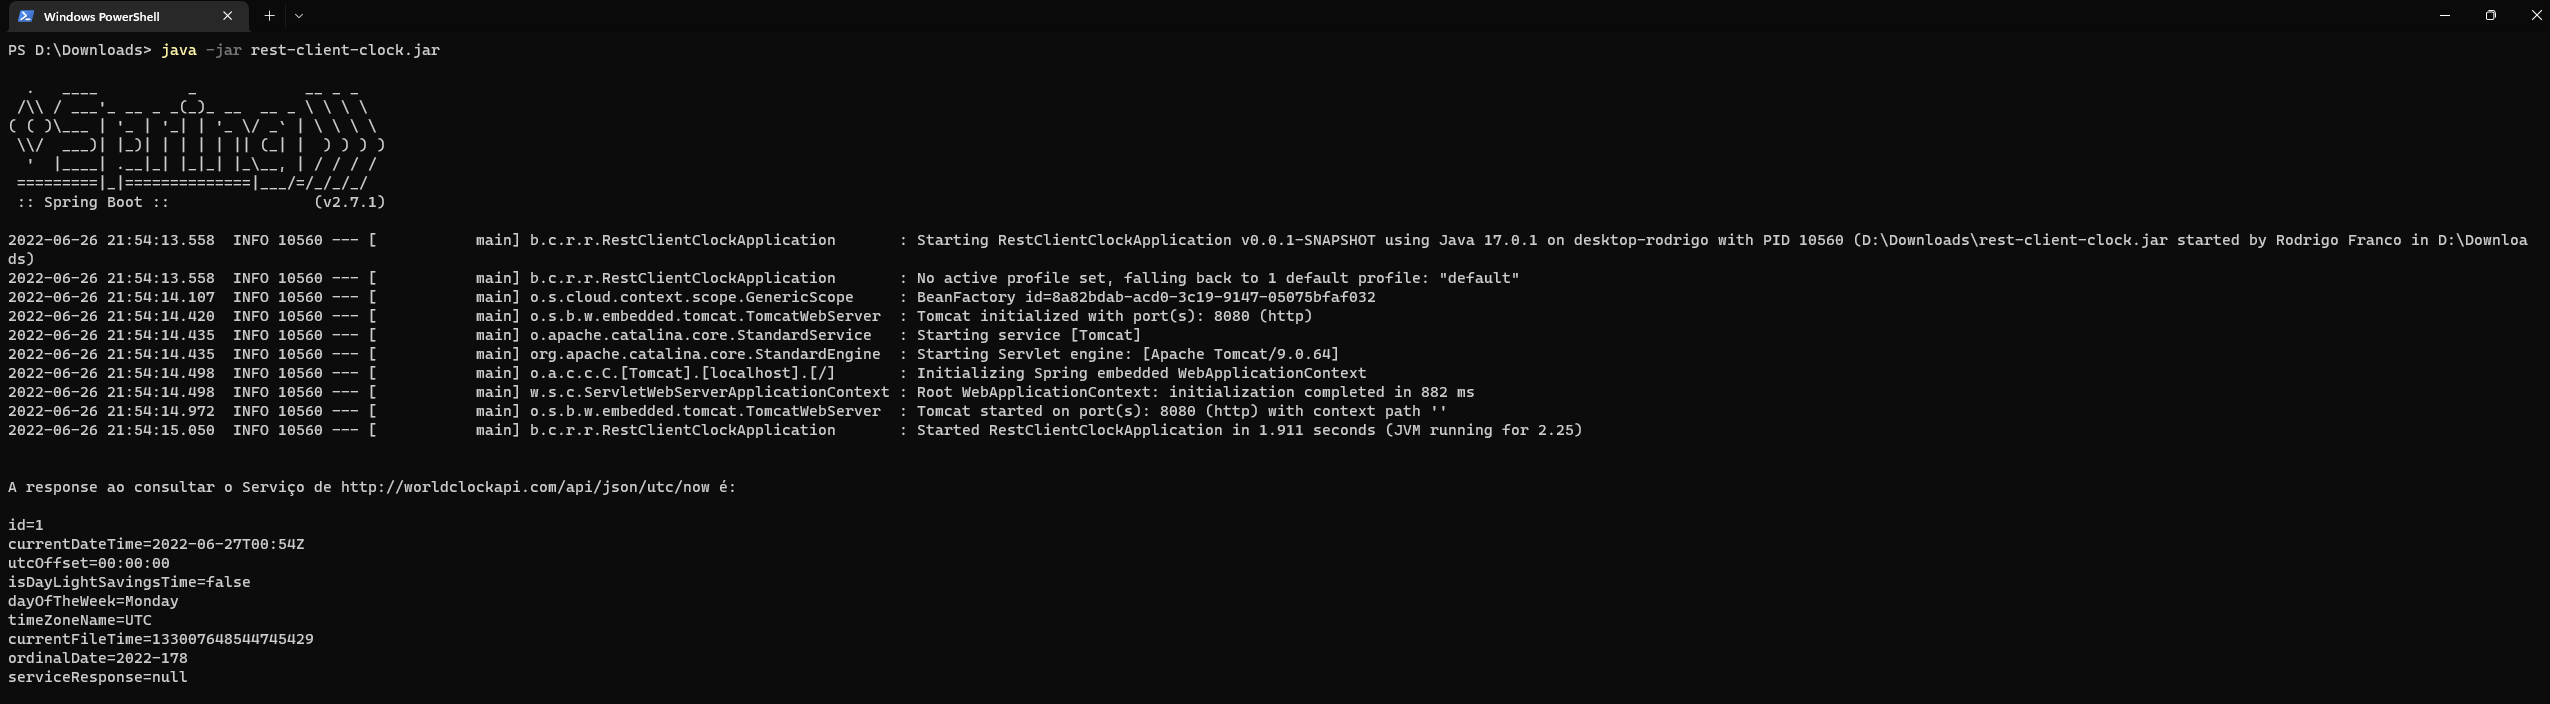 Windows PowerShell
PS D:\Downloads> java -jar rest-client-clock.jar
  .   ____          _            __ _ _
 /\\ / ___'_ __ _ _(_)_ __  __ _ \ \ \ \
( ( )\___ | '_ | '_| | '_ \/ _` | \ \ \ \
 \\/  ___)| |_)| | | | | || (_| |  ) ) ) )
  '  |____| .__|_| |_|_| |_\__, | / / / /
 =========|_|==============|___/=/_/_/_/
 :: Spring Boot ::                (v2.7.1)
2022-06-26 21:54:13.558  INFO 10560 --- [           main] b.c.r.r.RestClientClockApplication       : Starting RestClientClockApplication v0.0.1-SNAPSHOT using Java 17.0.1 on desktop-rodrigo with PID 10560 (D:\Downloads\rest-client-clock.jar started by Rodrigo Franco in D:\Downloa
ds)
2022-06-26 21:54:13.558  INFO 10560 --- [           main] b.c.r.r.RestClientClockApplication       : No active profile set, falling back to 1 default profile: "default"
2022-06-26 21:54:14.107  INFO 10560 --- [           main] o.s.cloud.context.scope.GenericScope     : BeanFactory id=8a82bdab-acd0-3c19-9147-05075bfaf032
2022-06-26 21:54:14.420  INFO 10560 --- [           main] o.s.b.w.embedded.tomcat.TomcatWebServer  : Tomcat initialized with port(s): 8080 (http)
2022-06-26 21:54:14.435  INFO 10560 --- [           main] o.apache.catalina.core.StandardService   : Starting service [Tomcat]
2022-06-26 21:54:14.435  INFO 10560 --- [           main] org.apache.catalina.core.StandardEngine  : Starting Servlet engine: [Apache Tomcat/9.0.64]
2022-06-26 21:54:14.498  INFO 10560 --- [           main] o.a.c.c.C.[Tomcat].[localhost].[/]       : Initializing Spring embedded WebApplicationContext
2022-06-26 21:54:14.498  INFO 10560 --- [           main] w.s.c.ServletWebServerApplicationContext : Root WebApplicationContext: initialization completed in 882 ms
2022-06-26 21:54:14.972  INFO 10560 --- [           main] o.s.b.w.embedded.tomcat.TomcatWebServer  : Tomcat started on port(s): 8080 (http) with context path ''
2022-06-26 21:54:15.050  INFO 10560 --- [           main] b.c.r.r.RestClientClockApplication       : Started RestClientClockApplication in 1.911 seconds (JVM running for 2.25)
A response ao consultar o Serviço de http://worldclockapi.com/api/json/utc/now é:
id=1
currentDateTime=2022-06-27T00:54Z
utcOffset=00:00:00
isDayLightSavingsTime=false
dayOfTheWeek=Monday
timeZoneName=UTC
currentFileTime=133007648544745429
ordinalDate=2022-178
serviceResponse=null